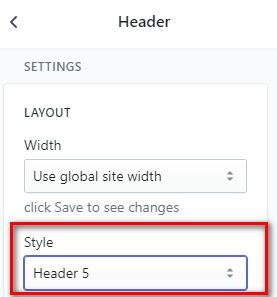 Header
SETTINGS
LAYOUT
Width
Use global site width
click Save to see changes
Style
Header 5